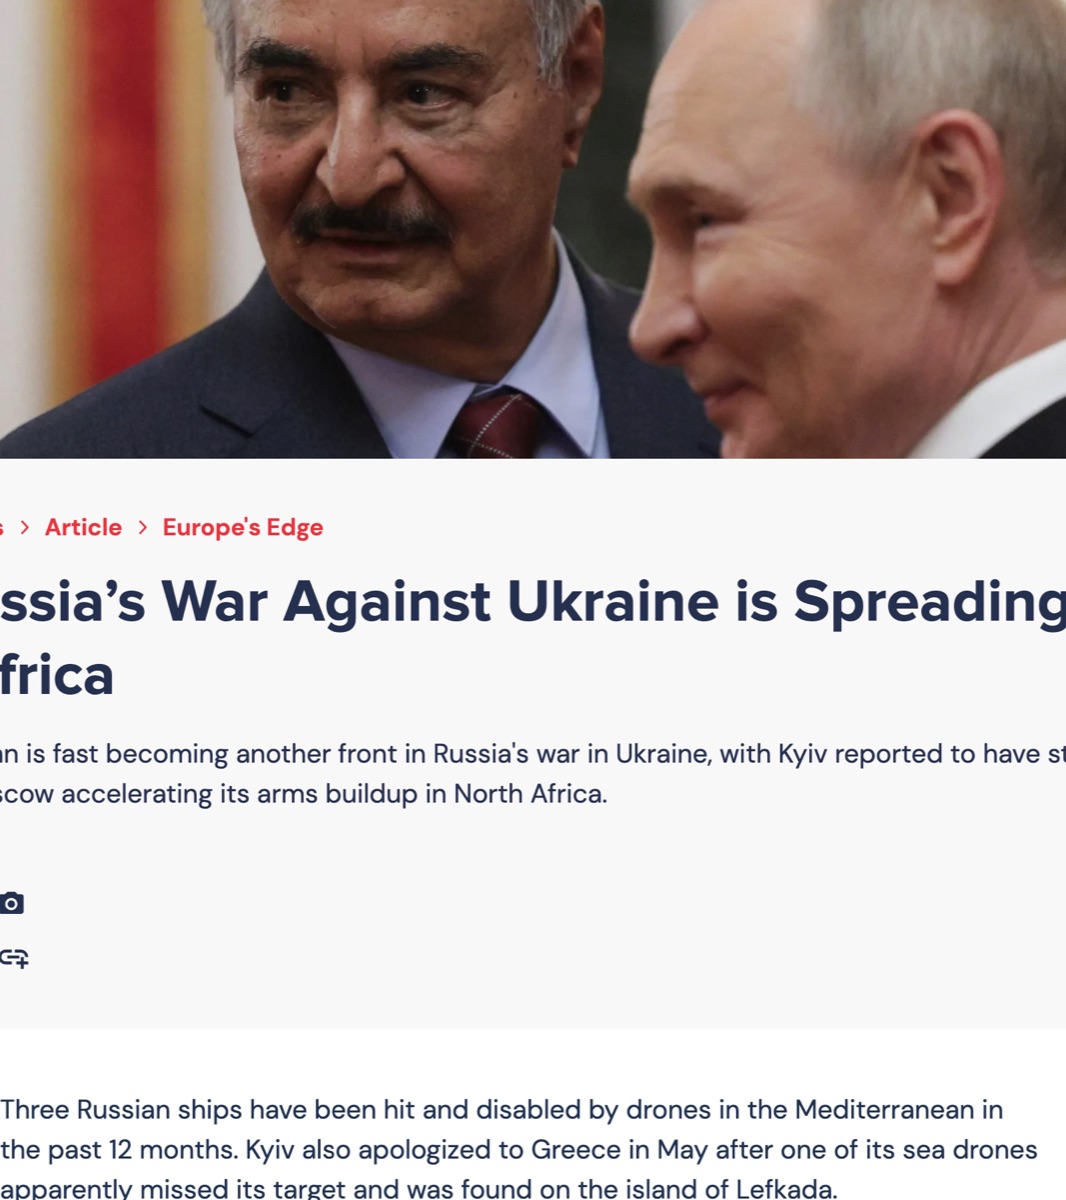 s > Article > Europe's Edge
ssia’s War Against Ukraine is Spreading
frica
an is fast becoming another front in Russia's war in Ukraine, with Kyiv reported to have st
scow accelerating its arms buildup in North Africa.
Three Russian ships have been hit and disabled by drones in the Mediterranean in
the past 12 months. Kyiv also apologized to Greece in May after one of its sea drones
apparently missed its target and was found on the island of Lefkada.